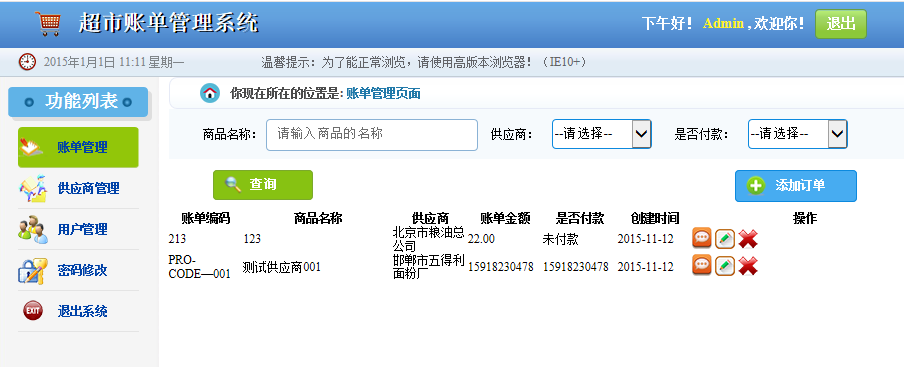 超市账单管理系统
下午好！ Admin , 欢迎你！ 退出
2015年1月1日 11:11 星期一 温馨提示：为了能正常浏览，请使用高版本浏览器！（IE10+）
功能列表
账单管理
供应商管理
用户管理
密码修改
EXIT 退出系统
你现在所在的位置是: 账单管理页面
商品名称： 请输入商品的名称 供应商： --请选择-- 是否付款： --请选择--
查询 添加订单
账单编码 商品名称 供应商 账单金额 是否付款 创建时间 操作
213 123 北京市粮油总公司 22.00 未付款 2015-11-12
PRO-CODE—001 测试供应商001 邯郸市五得利面粉厂 15918230478 15918230478 2015-11-12